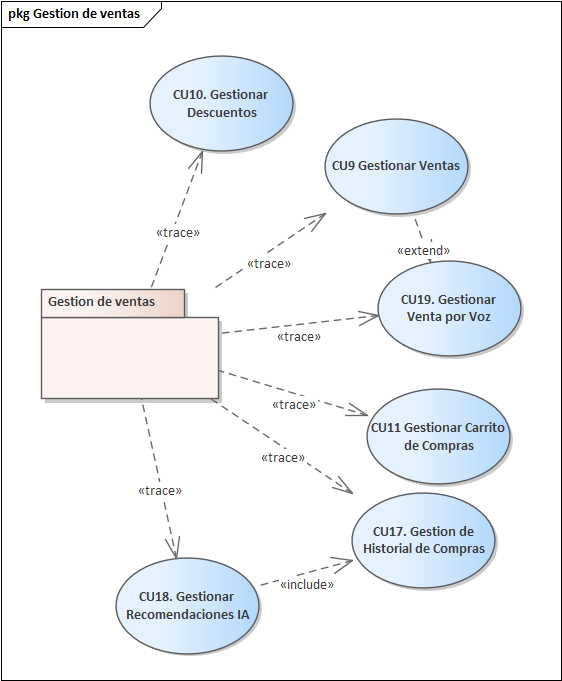 pkg Gestion de ventas
CU10. Gestionar
Descuentos
CU9 Gestionar Ventas
«trace»
«extend»
«trace»
CU19. Gestionar
Venta por Voz
Gestion de ventas
«trace»
«trace»
CU11 Gestionar Carrito
de Compras
«trace»
«trace»
CU17. Gestion de
Historial de Compras
«include»
CU18. Gestionar
Recomendaciones IA